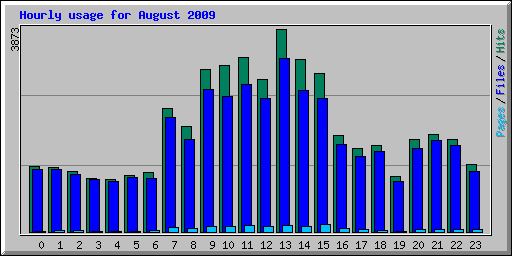 Hourly usage for August 2009
3873
Pages / Files / Hits
0 1 2 3 4 5 6 7 8 9 10 11 12 13 14 15 16 17 18 19 20 21 22 23